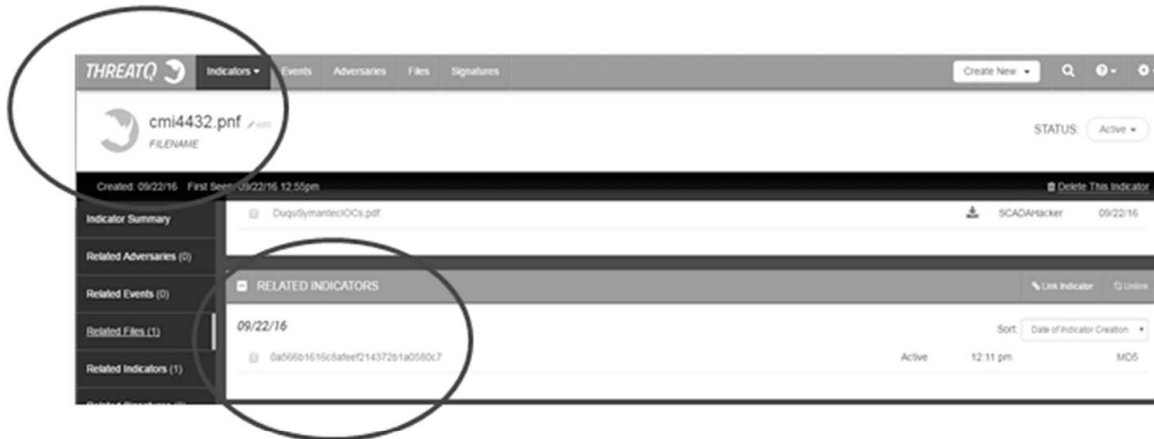 THREATQ Indicators Events Adversaries Files Signatures Create New
cmi4432.pnf edit STATUS: Active
FILENAME
Created: 09/22/16 First Seen: 09/22/16 12:55pm Delete This Indicator
Indicator Summary DuquSymantecIOCs.pdf SCADAHacker 09/22/16
Related Adversaries (0)
Related Events (0) RELATED INDICATORS Link Indicator Unlink
Related Files (1) 09/22/16 Sort: Date of Indicator Creation
Related Indicators (1) 0a566b1616c8afeef214372b1a0580c7 Active 12:11 pm MD5